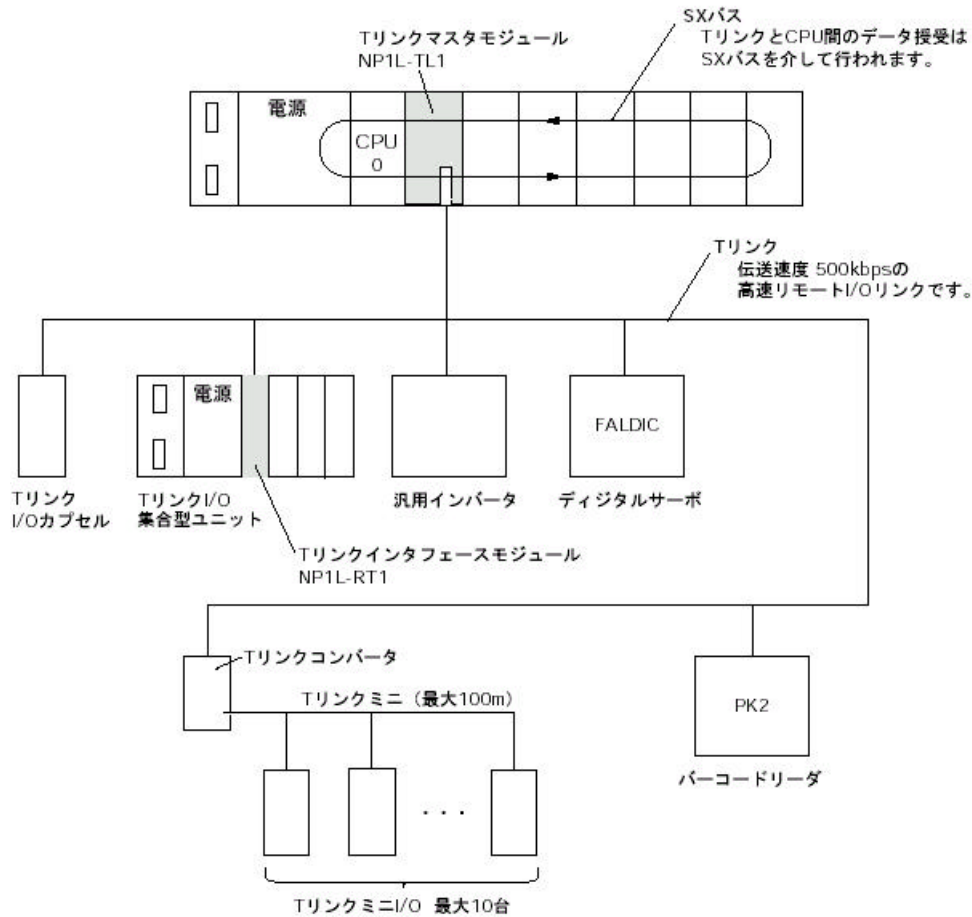 SXバス
TリンクとCPU間のデータ授受は
SXバスを介して行われます。
Tリンクマスタモジュール
NP1L-TL1
電源
CPU
0
Tリンク
伝送速度 500kbpsの
高速リモートI/Oリンクです。
電源
FALDIC
Tリンク
I/Oカプセル
TリンクI/O
集合型ユニット
汎用インバータ
ディジタルサーボ
Tリンクインタフェースモジュール
NP1L-RT1
Tリンクコンバータ
Tリンクミニ（最大100m）
PK2
バーコードリーダ
・・・
TリンクミニI/O 最大10台